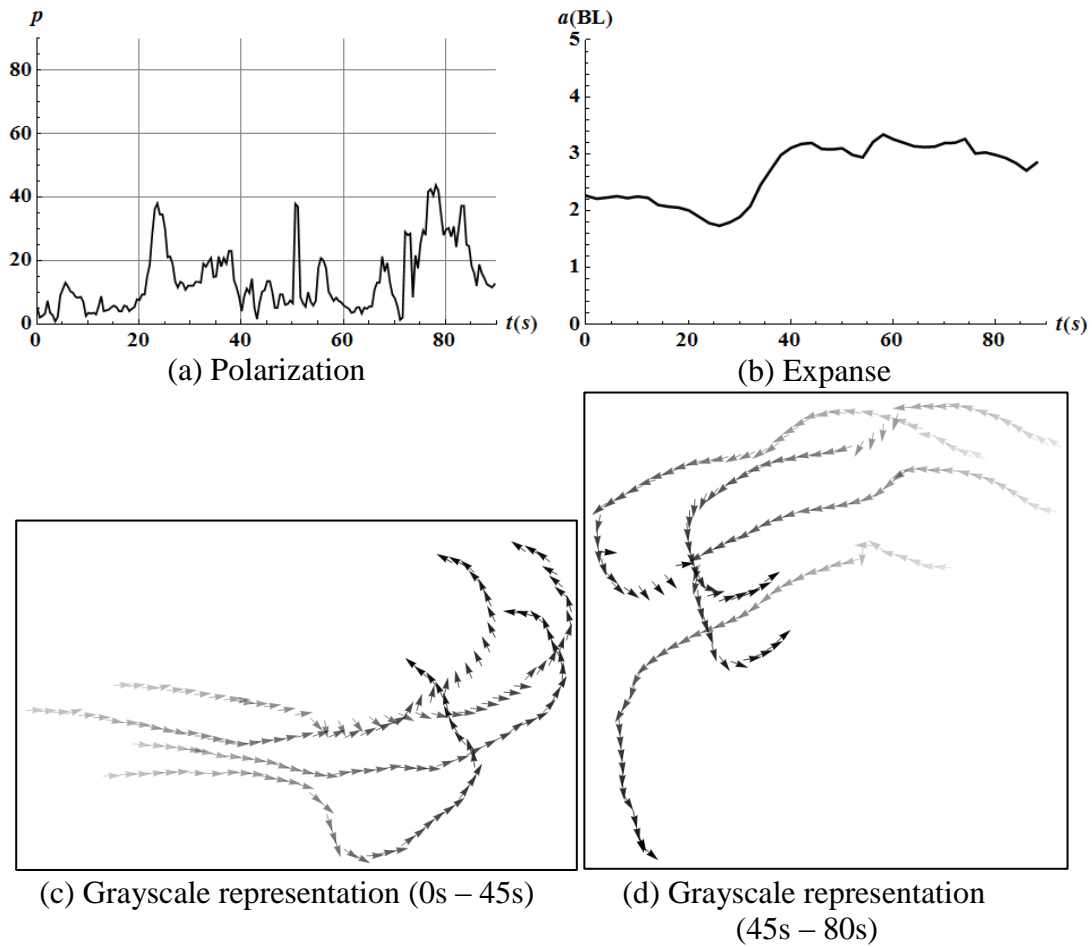 p
80
60
40
20
0
0 20 40 60 80
t(s)
(a) Polarization
a(BL)
5
4
3
2
1
0
0 20 40 60 80
t(s)
(b) Expanse
(c) Grayscale representation (0s – 45s)
(d) Grayscale representation
(45s – 80s)